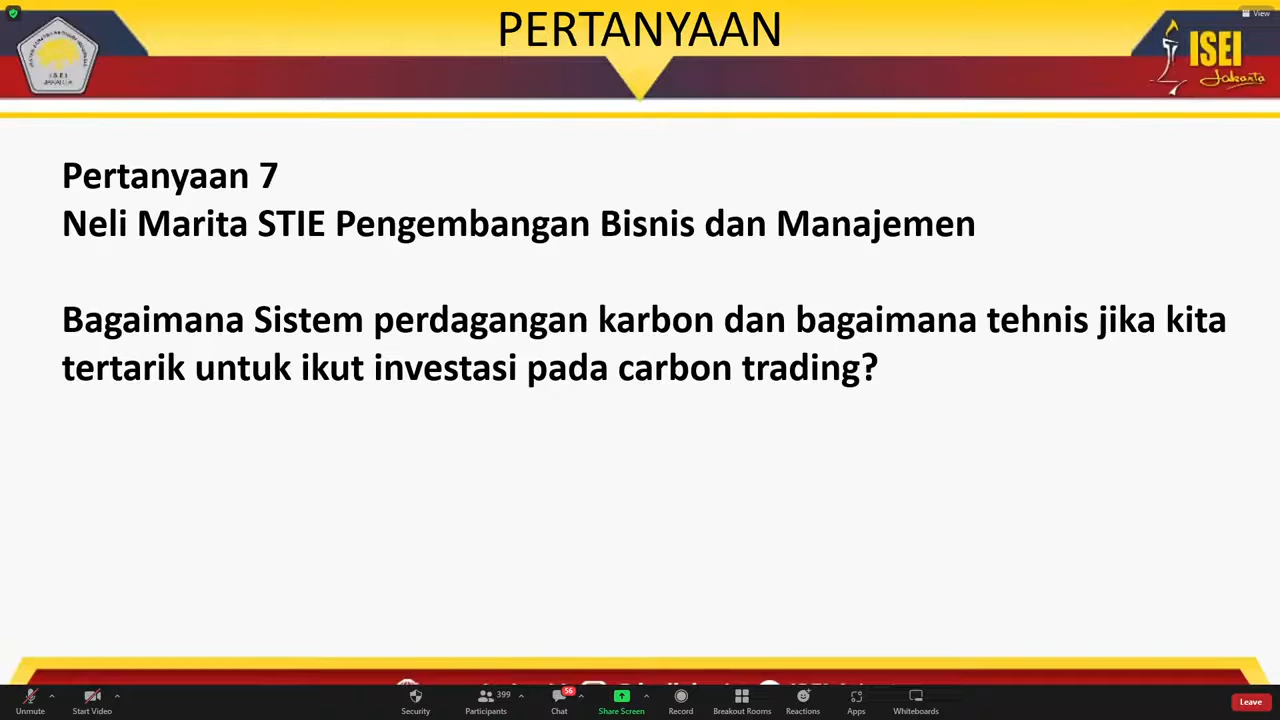 PERTANYAAN
View
ISEI
JAKARTA
ISEI
Jakarta
Pertanyaan 7
Neli Marita STIE Pengembangan Bisnis dan Manajemen
Bagaimana Sistem perdagangan karbon dan bagaimana tehnis jika kita
tertarik untuk ikut investasi pada carbon trading?
Unmute
Start Video
Security
Participants
399
Chat
56
Share Screen
Record
Breakout Rooms
Reactions
Apps
Whiteboards
Leave